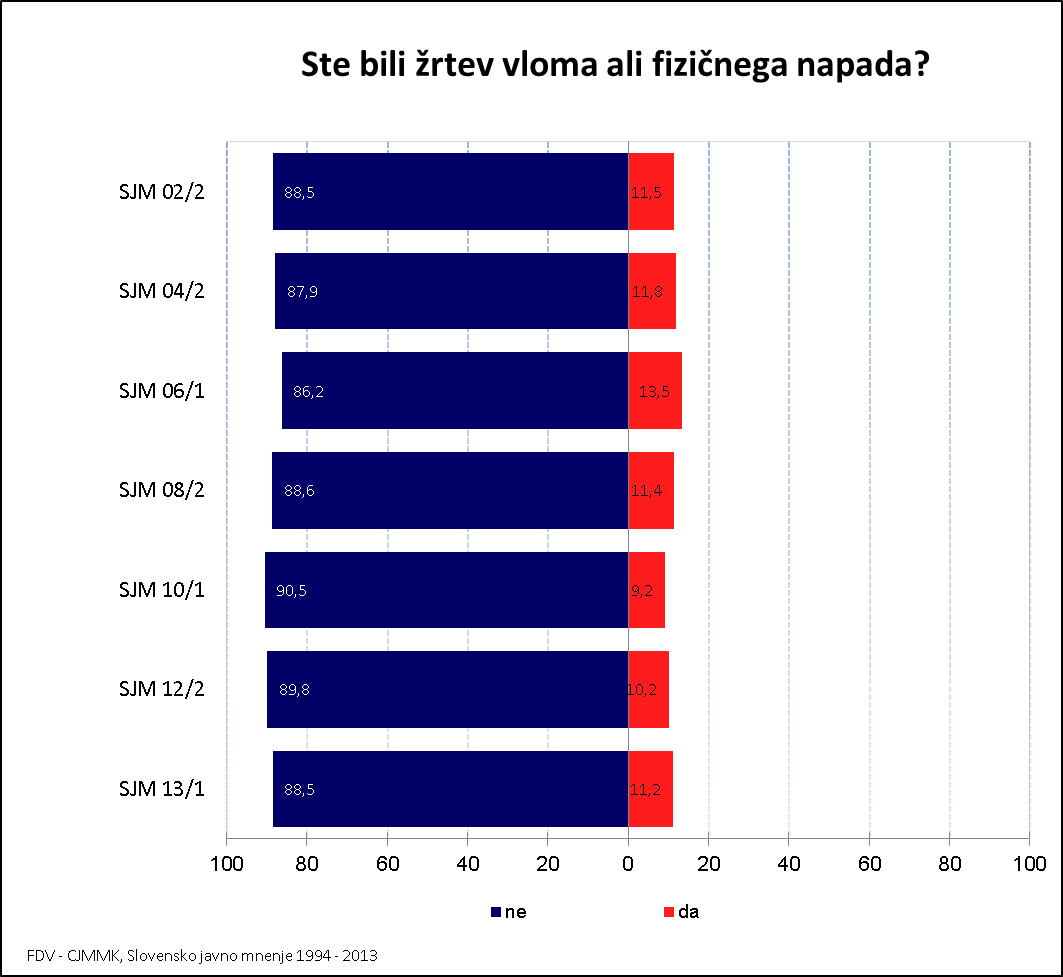 Ste bili žrtev vloma ali fizičnega napada?
SJM 02/2 88,5 11,5
SJM 04/2 87,9 11,8
SJM 06/1 86,2 13,5
SJM 08/2 88,6 11,4
SJM 10/1 90,5 9,2
SJM 12/2 89,8 10,2
SJM 13/1 88,5 11,2
100 80 60 40 20 0 20 40 60 80 100
ne da
FDV - CJMMK, Slovensko javno mnenje 1994 - 2013